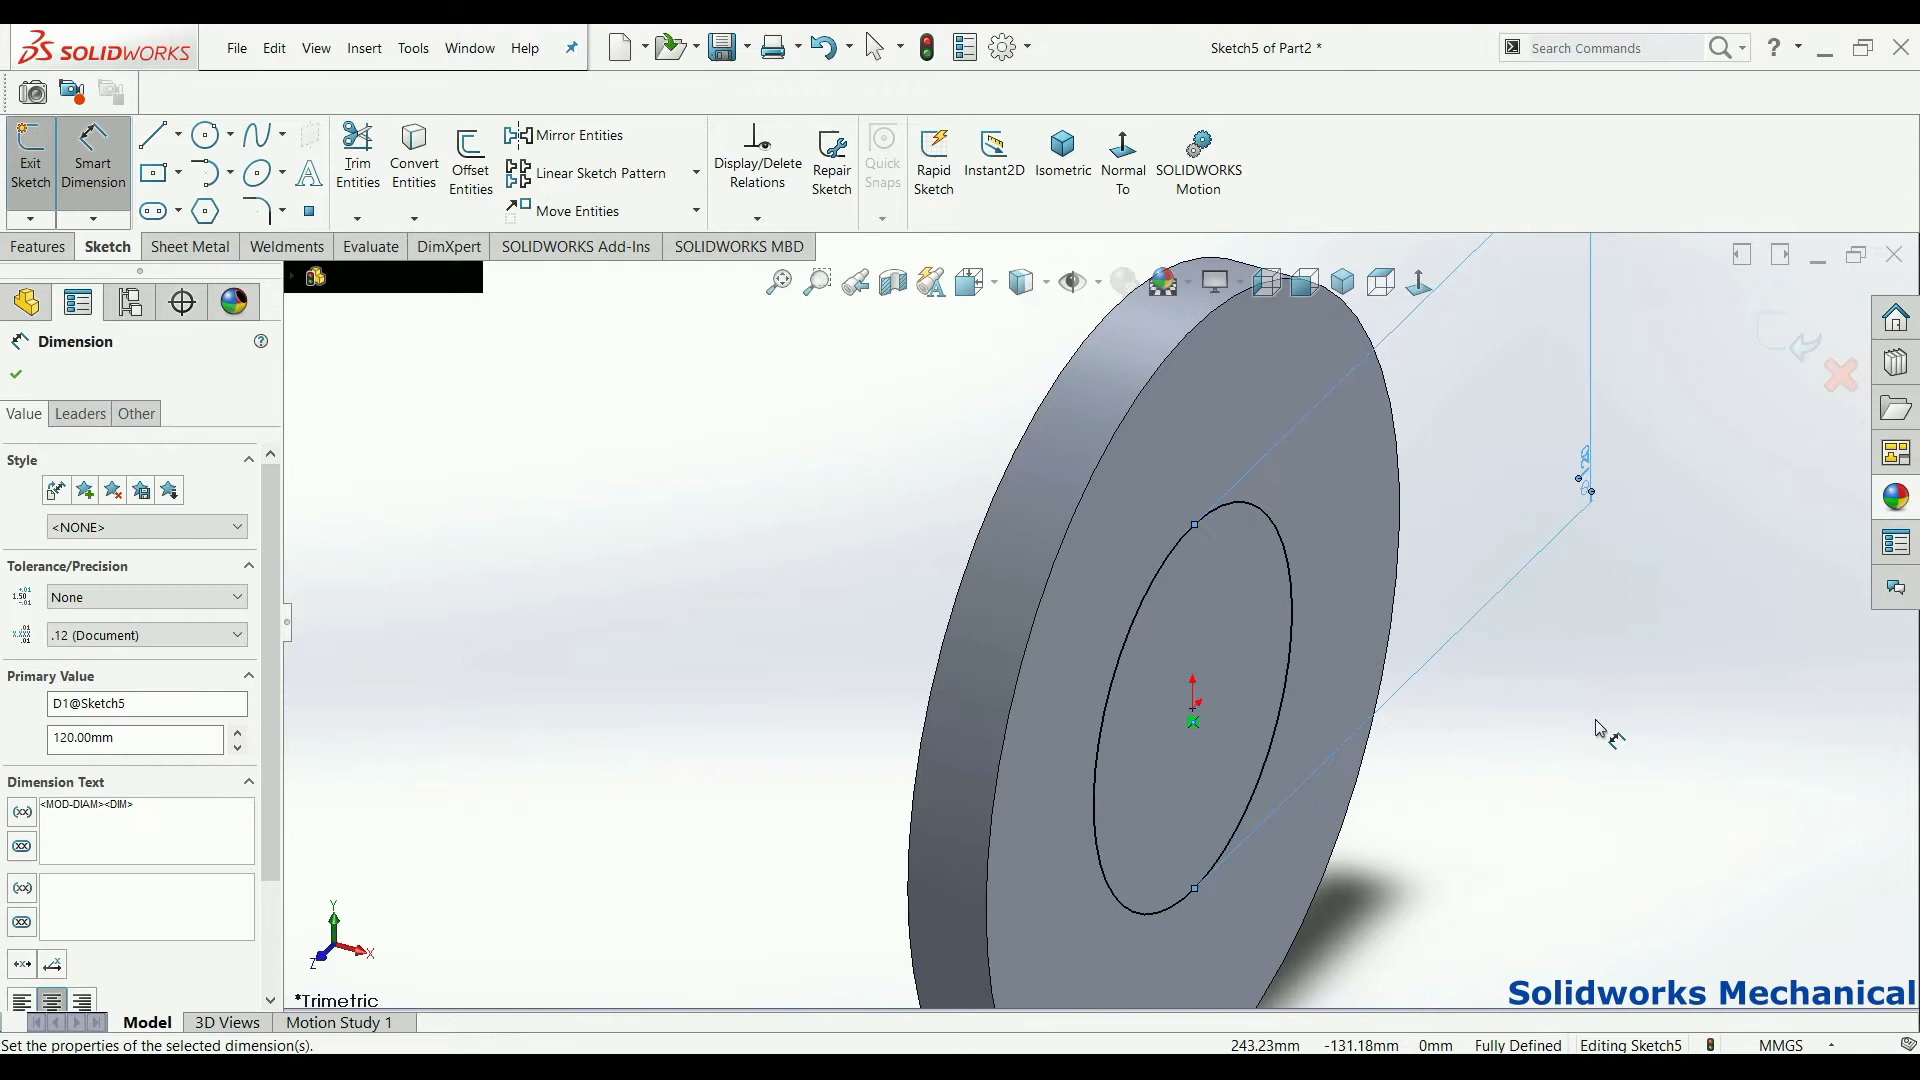 SOLIDWORKS
File Edit View Insert Tools Window Help
Sketch5 of Part2 *
Search Commands
Exit Sketch
Smart Dimension
Trim Entities
Convert Entities
Offset Entities
Mirror Entities
Linear Sketch Pattern
Move Entities
Display/Delete Relations
Repair Sketch
Quick Snaps
Rapid Sketch
Instant2D
Isometric
Normal To
SOLIDWORKS Motion
Features Sketch Sheet Metal Weldments Evaluate DimXpert SOLIDWORKS Add-Ins SOLIDWORKS MBD
Dimension
Value Leaders Other
Style
<NONE>
Tolerance/Precision
None
.12 (Document)
Primary Value
D1@Sketch5
120.00mm
Dimension Text
<MOD-DIAM><DIM>
Y
X
Z
*Trimetric
Solidworks Mechanical
Model 3D Views Motion Study 1
Set the properties of the selected dimension(s).
243.23mm -131.18mm 0mm Fully Defined Editing Sketch5 MMGS